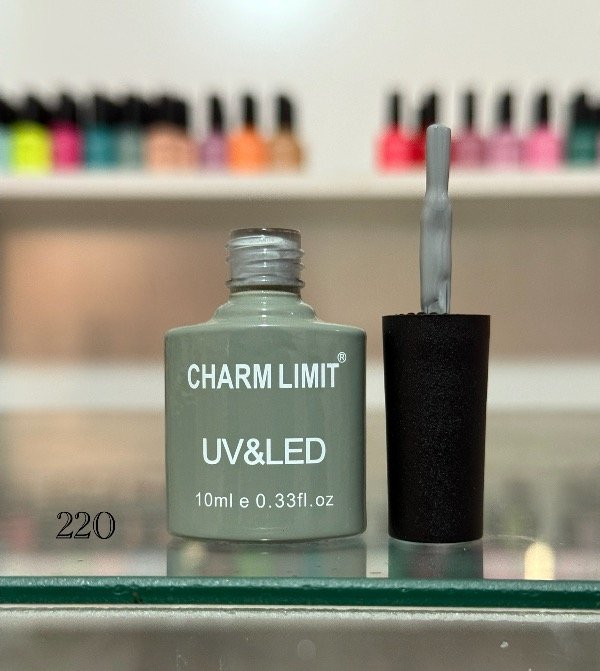 CHARM LIMIT®
UV&LED
10ml e 0.33fl.oz
220